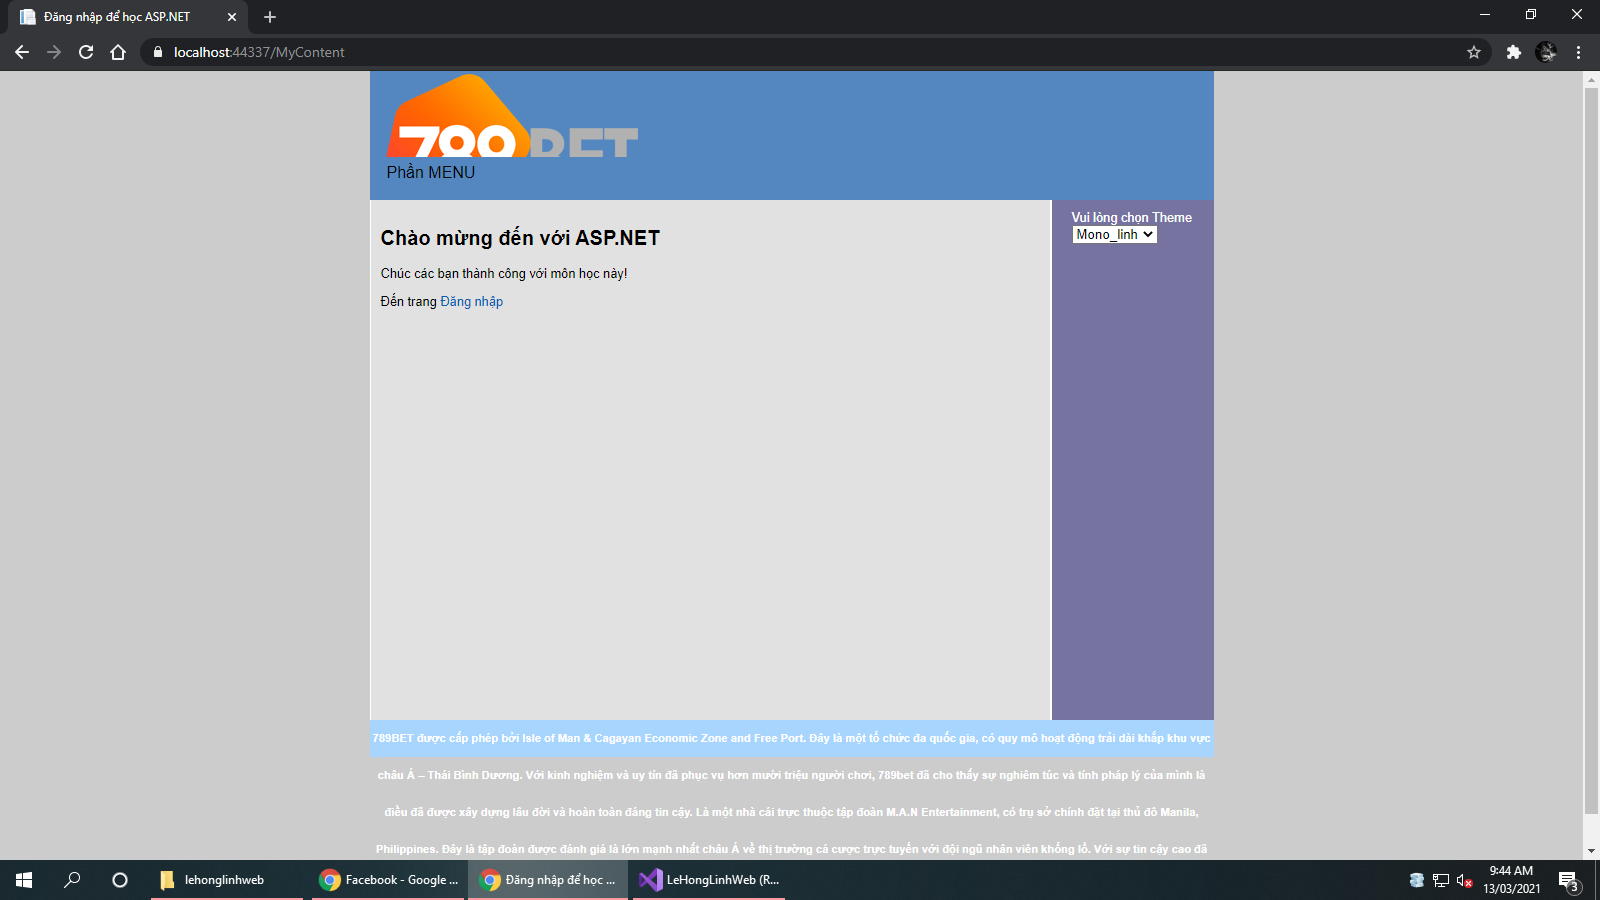 Đăng nhập để học ASP.NET
localhost:44337/MyContent
789BET
Phần MENU
Chào mừng đến với ASP.NET
Chúc các bạn thành công với môn học này!
Đến trang Đăng nhập
Vui lòng chọn Theme
Mono_linh
789BET được cấp phép bởi Isle of Man & Cagayan Economic Zone and Free Port. Đây là một tổ chức đa quốc gia, có quy mô hoạt động trải dài khắp khu vực
châu Á – Thái Bình Dương. Với kinh nghiệm và uy tín đã phục vụ hơn mười triệu người chơi, 789bet đã cho thấy sự nghiêm túc và tính pháp lý của mình là
điều đã được xây dựng lâu đời và hoàn toàn đáng tin cậy. Là một nhà cái trực thuộc tập đoàn M.A.N Entertainment, có trụ sở chính đặt tại thủ đô Manila,
Philippines. Đây là tập đoàn được đánh giá là lớn mạnh nhất châu Á về thị trường cá cược trực tuyến với đội ngũ nhân viên khổng lồ. Với sự tin cậy cao đã
lehonglinhweb
Facebook - Google ...
Đăng nhập để học ...
LeHongLinhWeb (R...
9:44 AM
13/03/2021
3